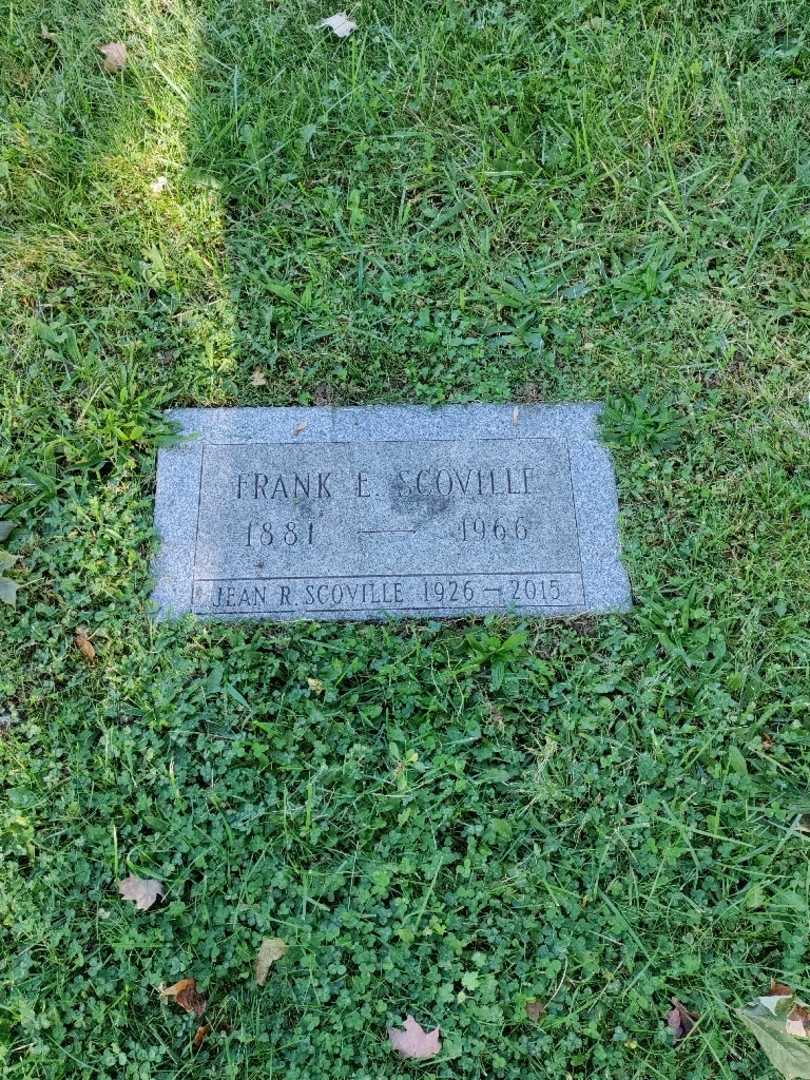 FRANK E. SCOVILLE
1881 — 1966
JEAN R. SCOVILLE 1926 — 2015